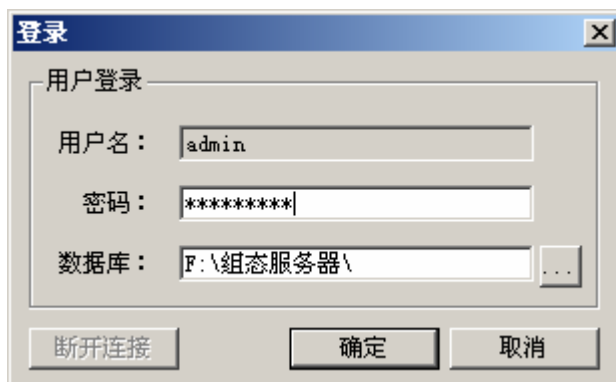 登录
用户登录
用户名：
admin
密码：
*********
数据库：
F:\组态服务器\
...
断开连接
确定
取消